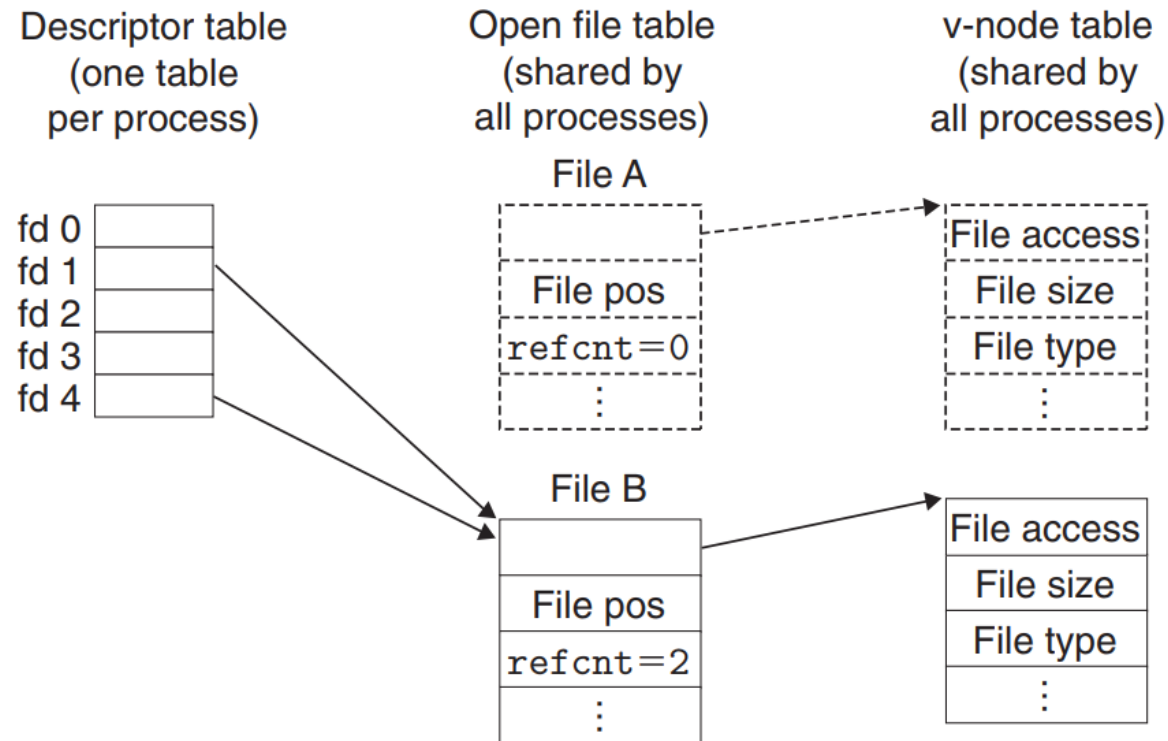 Descriptor table
(one table
per process)
Open file table
(shared by
all processes)
v-node table
(shared by
all processes)
fd 0
fd 1
fd 2
fd 3
fd 4
File A
File pos
refcnt=0
⋮
File access
File size
File type
⋮
File B
File pos
refcnt=2
⋮
File access
File size
File type
⋮